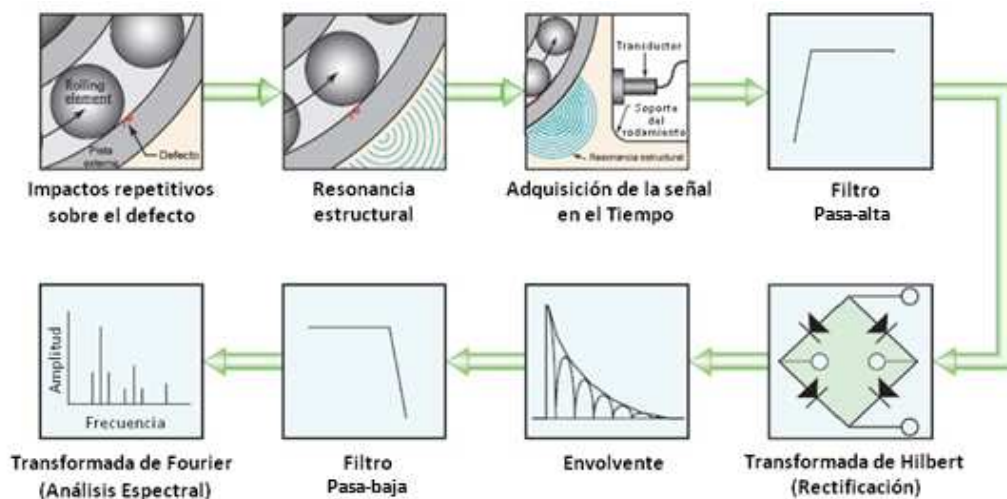 Rolling
element
Pista
externa
Defecto
Impactos repetitivos
sobre el defecto
Resonancia
estructural
Transductor
Soporte
del
rodamiento
Resonancia estructural
Adquisición de la señal
en el Tiempo
Filtro
Pasa-alta
Amplitud
Frecuencia
Transformada de Fourier
(Análisis Espectral)
Filtro
Pasa-baja
Envolvente
Transformada de Hilbert
(Rectificación)